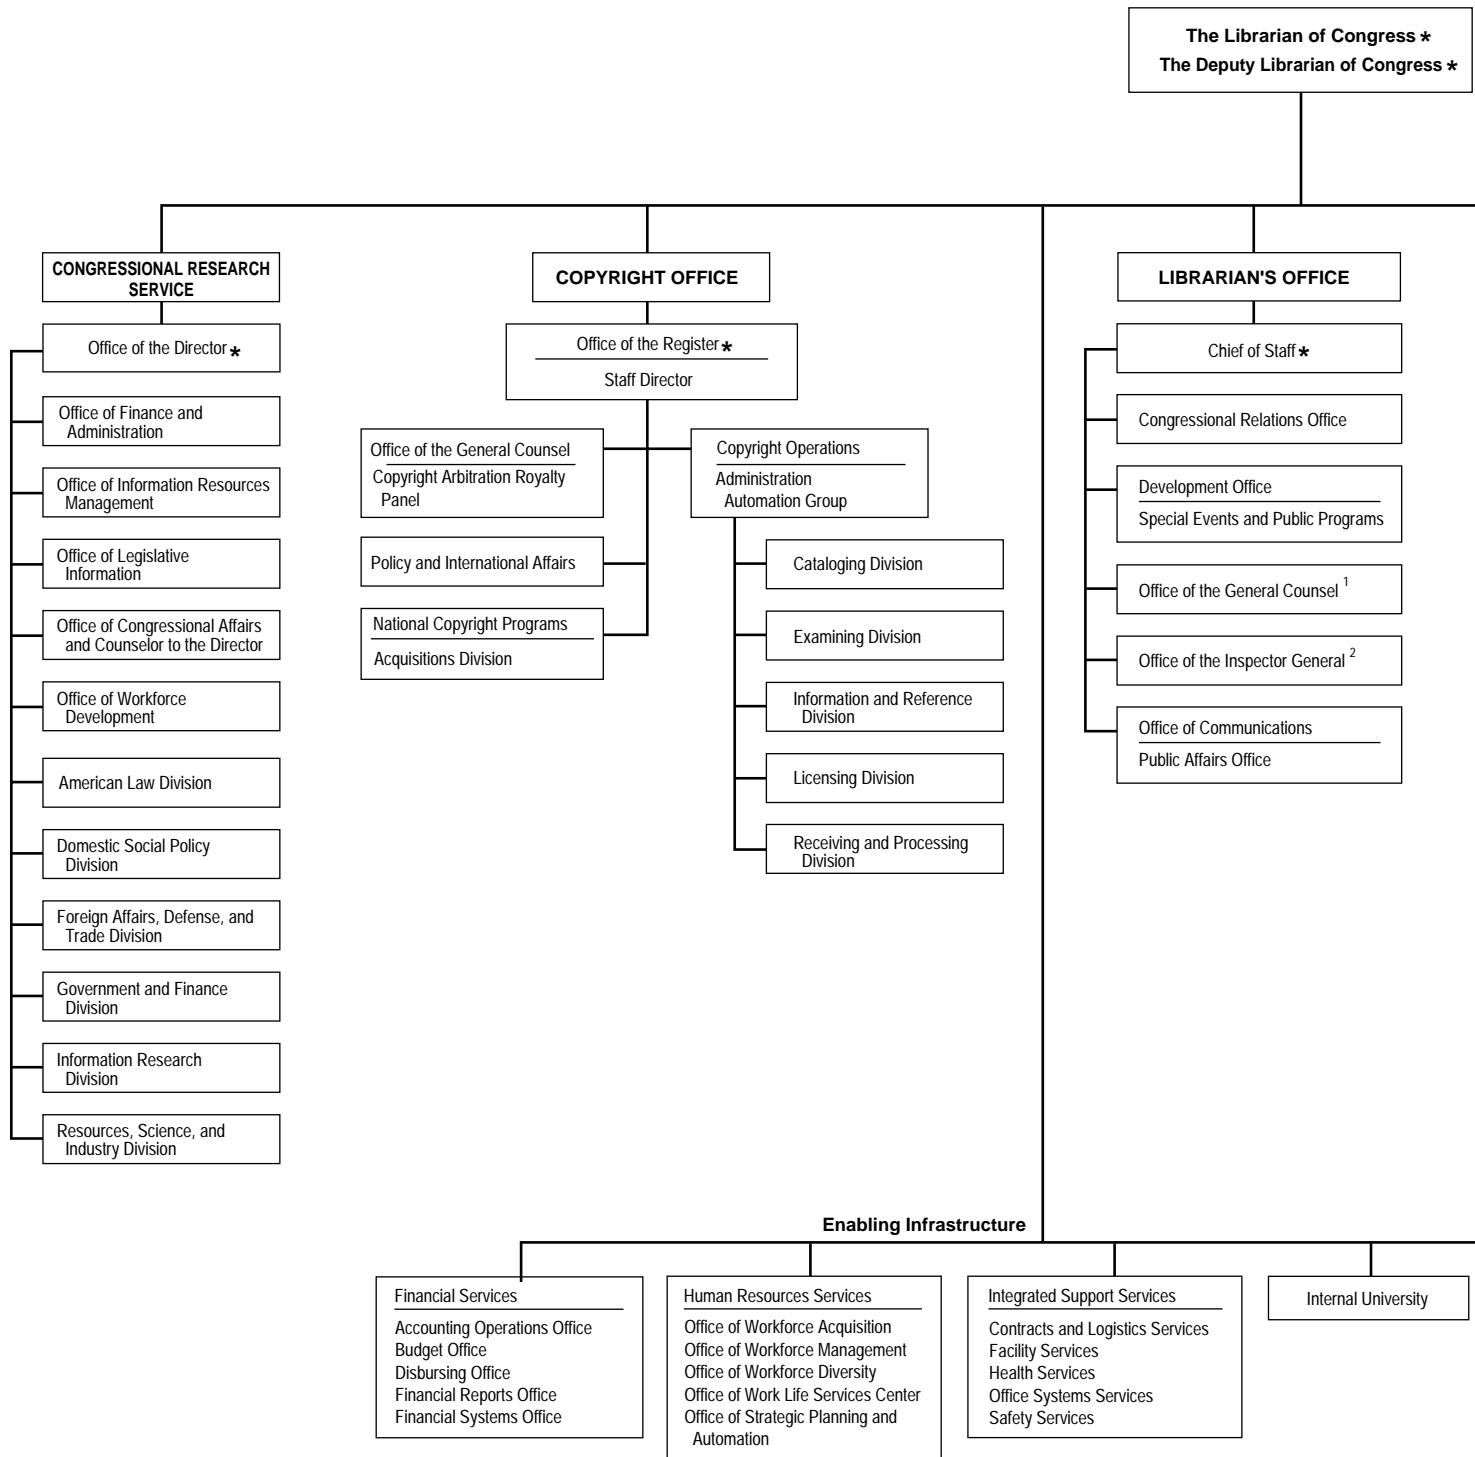 The Librarian of Congress *
The Deputy Librarian of Congress *
CONGRESSIONAL RESEARCH
SERVICE
Office of the Director *
Office of Finance and
Administration
Office of Information Resources
Management
Office of Legislative
Information
Office of Congressional Affairs
and Counselor to the Director
Office of Workforce
Development
American Law Division
Domestic Social Policy
Division
Foreign Affairs, Defense, and
Trade Division
Government and Finance
Division
Information Research
Division
Resources, Science, and
Industry Division
COPYRIGHT OFFICE
Office of the Register *
Staff Director
Office of the General Counsel
Copyright Arbitration Royalty
Panel
Policy and International Affairs
National Copyright Programs
Acquisitions Division
Copyright Operations
Administration
Automation Group
Cataloging Division
Examining Division
Information and Reference
Division
Licensing Division
Receiving and Processing
Division
LIBRARIAN'S OFFICE
Chief of Staff *
Congressional Relations Office
Development Office
Special Events and Public Programs
Office of the General Counsel 1
Office of the Inspector General 2
Office of Communications
Public Affairs Office
Enabling Infrastructure
Financial Services
Accounting Operations Office
Budget Office
Disbursing Office
Financial Reports Office
Financial Systems Office
Human Resources Services
Office of Workforce Acquisition
Office of Workforce Management
Office of Workforce Diversity
Office of Work Life Services Center
Office of Strategic Planning and
Automation
Integrated Support Services
Contracts and Logistics Services
Facility Services
Health Services
Office Systems Services
Safety Services
Internal University